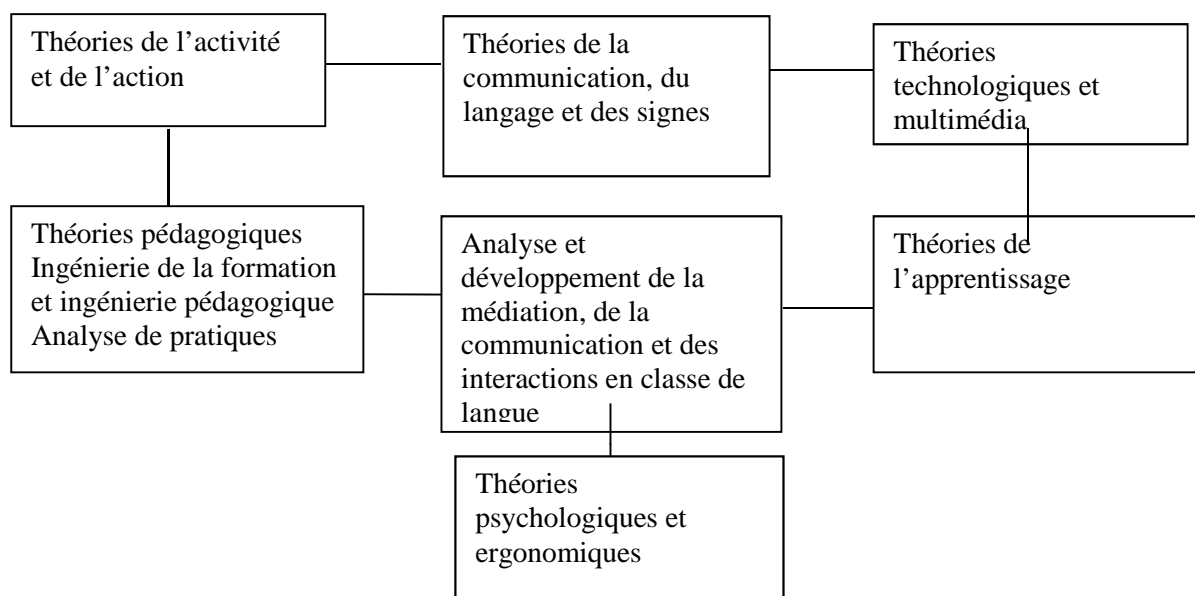 Théories de l’activité
et de l’action
Théories de la
communication, du
langage et des signes
Théories
technologiques et
multimédia
Théories pédagogiques
Ingénierie de la formation
et ingénierie pédagogique
Analyse de pratiques
Analyse et
développement de la
médiation, de la
communication et des
interactions en classe de
langue
Théories de
l’apprentissage
Théories
psychologiques et
ergonomiques